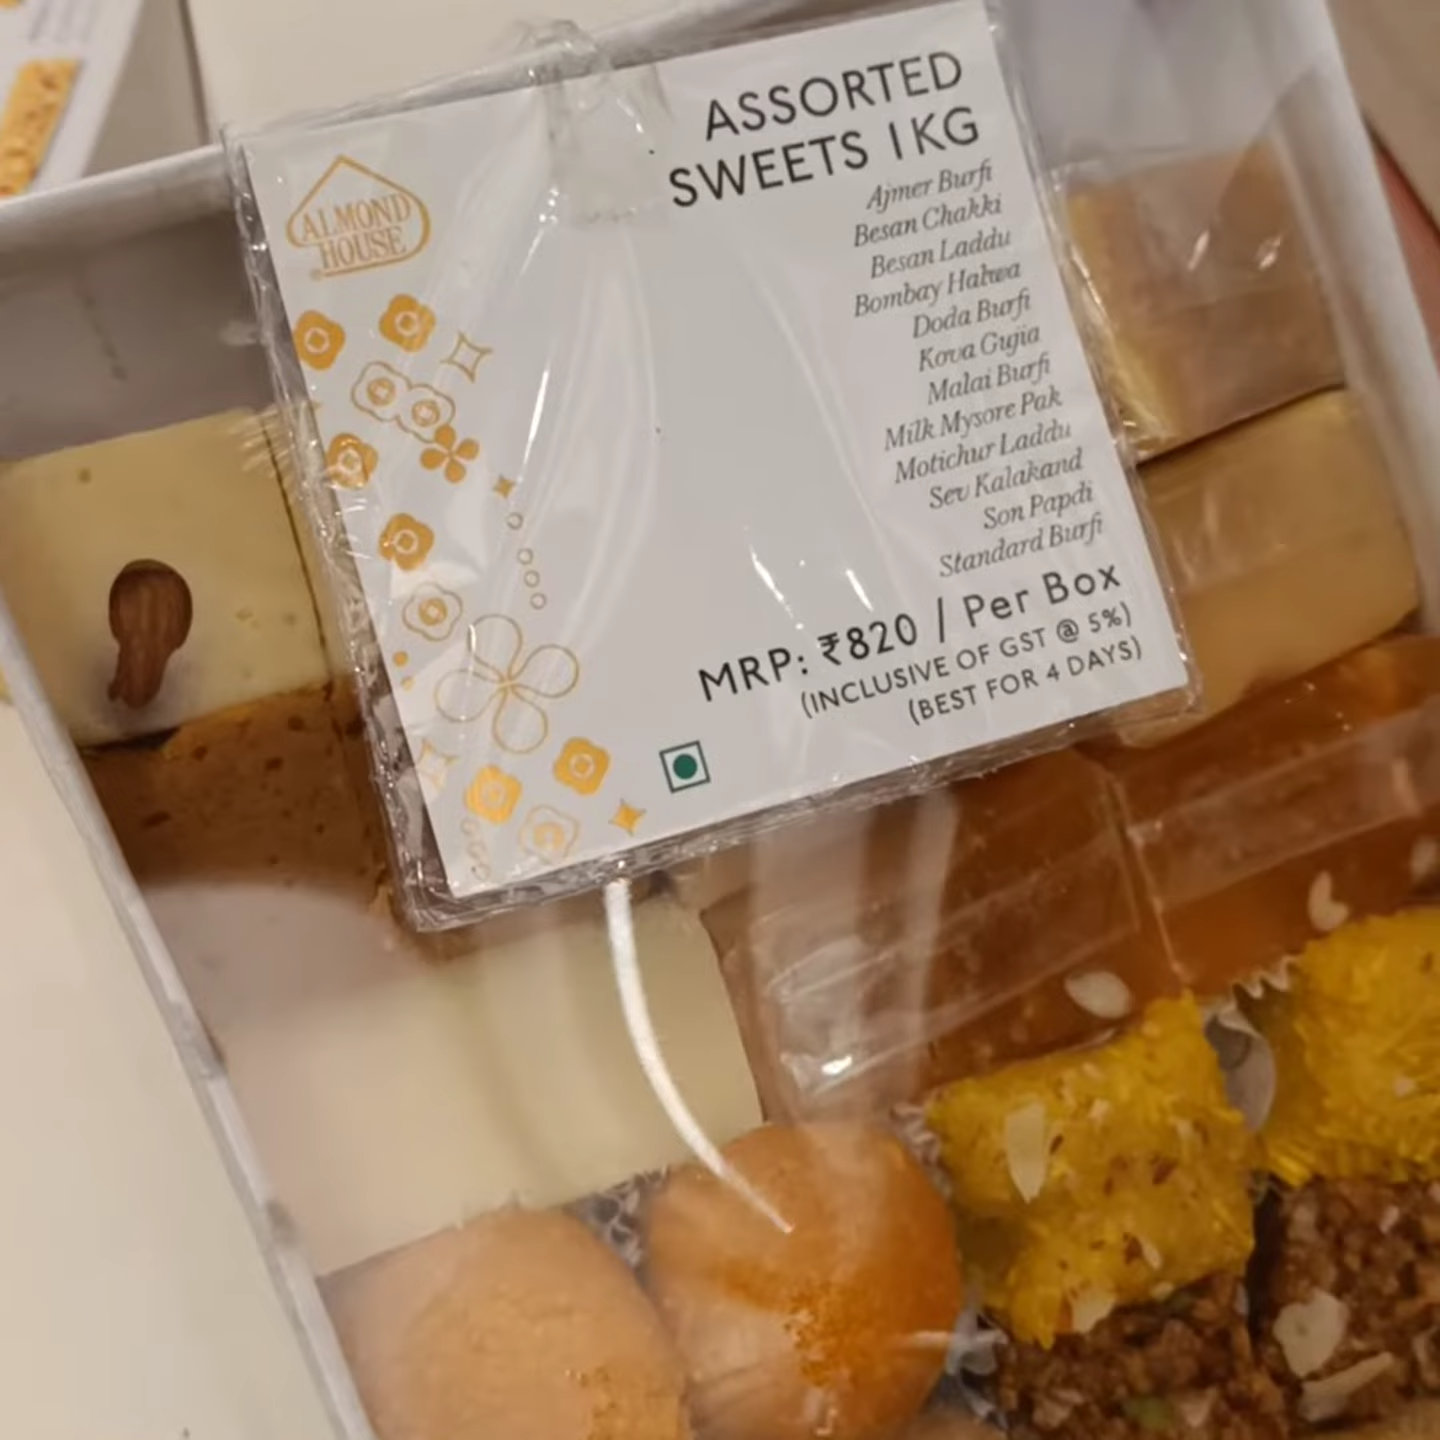 ALMOND
HOUSE
ASSORTED
SWEETS 1KG
Ajmer Burfi
Besan Chakki
Besan Laddu
Bombay Halwa
Doda Burfi
Kova Gujia
Malai Burfi
Milk Mysore Pak
Motichur Laddu
Sev Kalakand
Son Papdi
Standard Burfi
MRP: ₹820 / Per Box
(INCLUSIVE OF GST @ 5%)
(BEST FOR 4 DAYS)